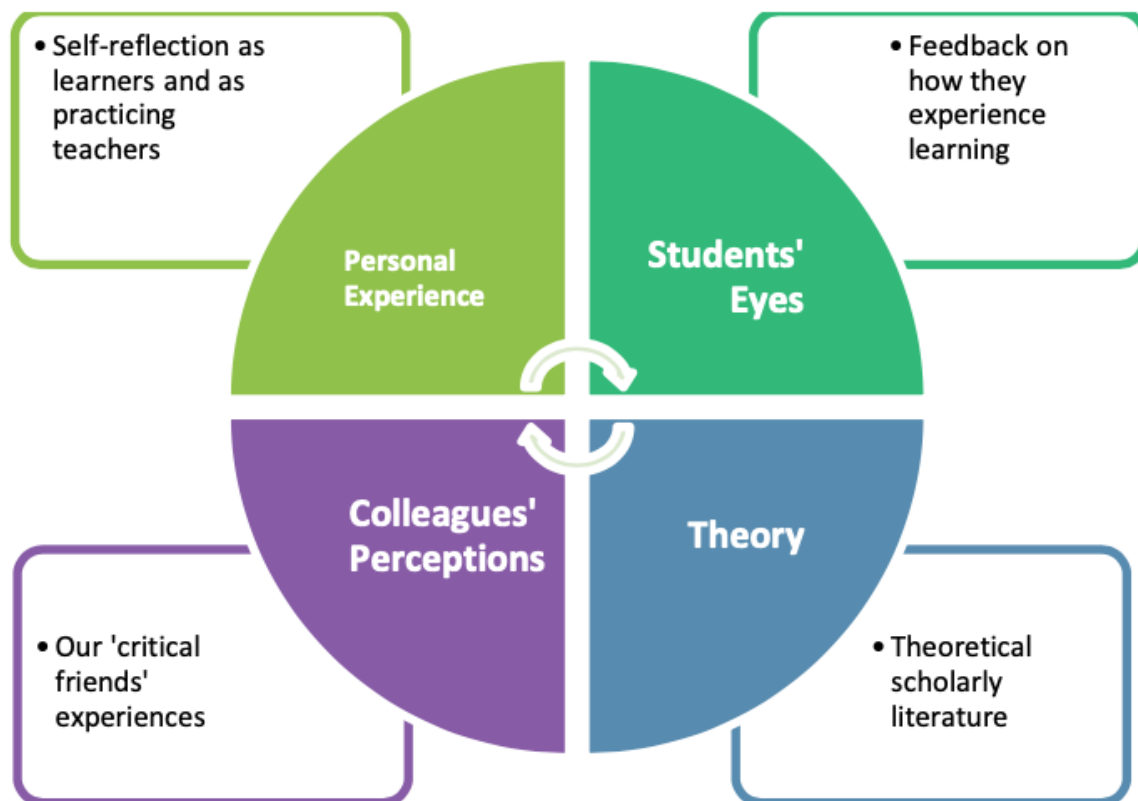 • Self-reflection as
learners and as
practicing
teachers
• Feedback on
how they
experience
learning
Personal
Experience
Students'
Eyes
Colleagues'
Perceptions
Theory
• Our 'critical
friends'
experiences
• Theoretical
scholarly
literature